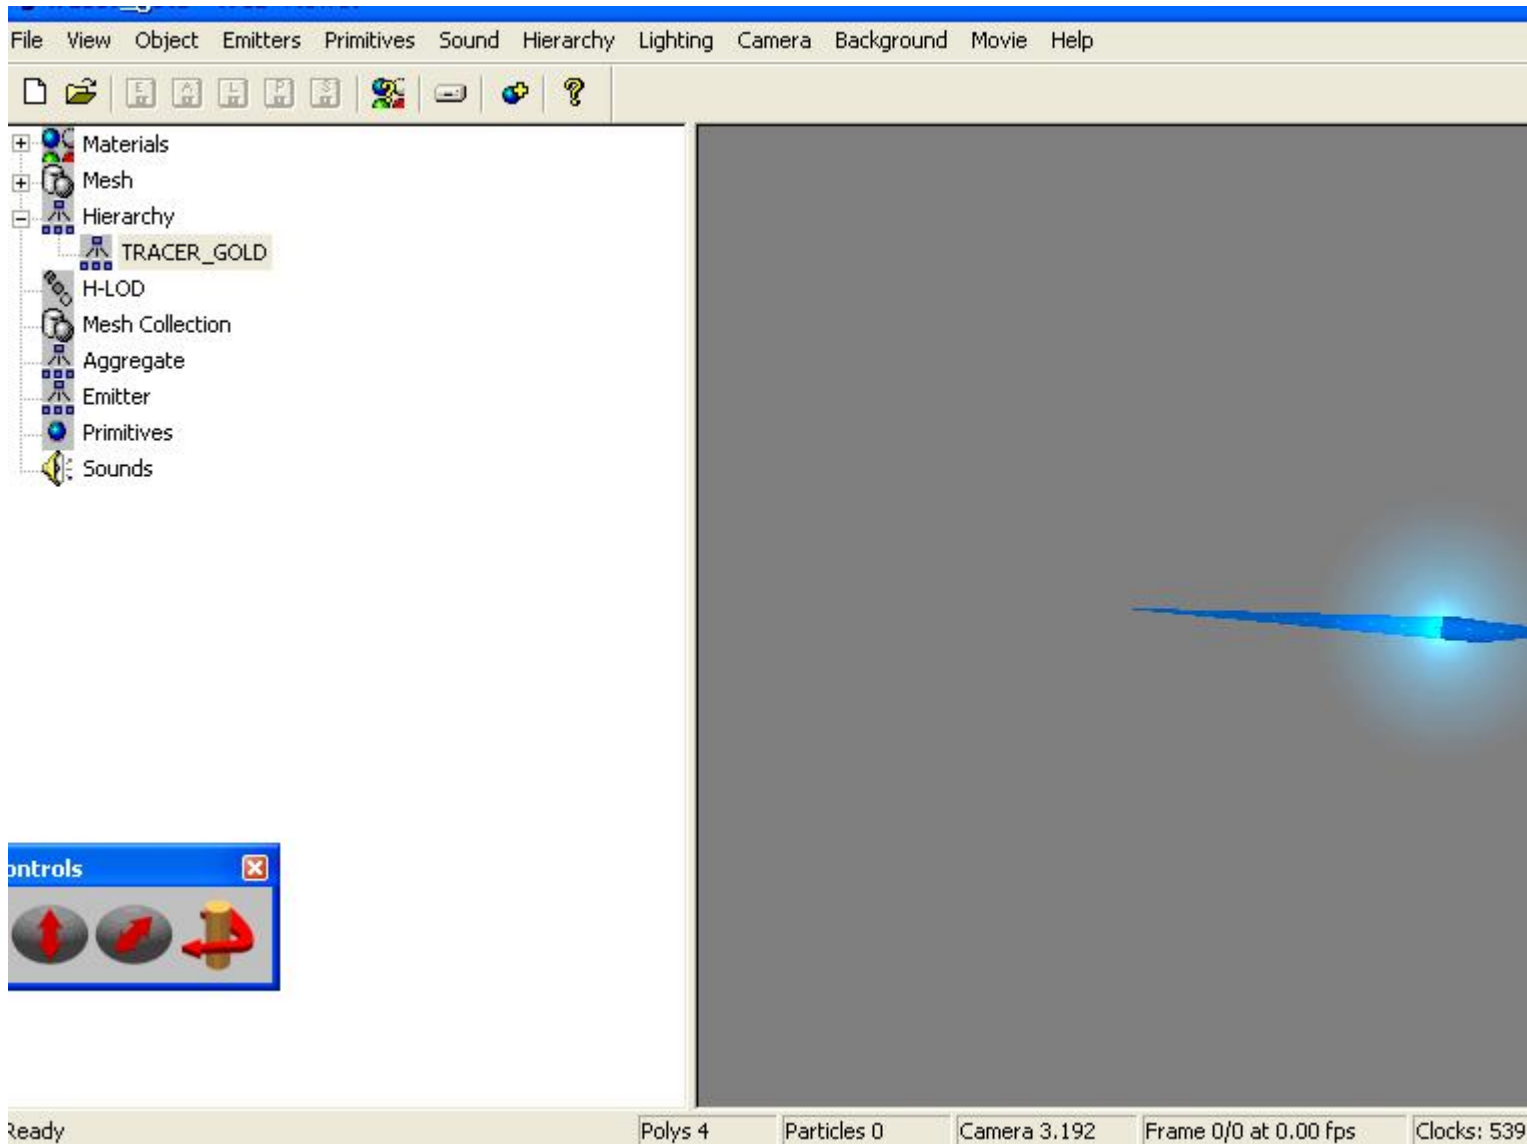 File View Object Emitters Primitives Sound Hierarchy Lighting Camera Background Movie Help
Materials
Mesh
Hierarchy
TRACER_GOLD
H-LOD
Mesh Collection
Aggregate
Emitter
Primitives
Sounds
ontrols
Ready Polys 4 Particles 0 Camera 3.192 Frame 0/0 at 0.00 fps Clocks: 539